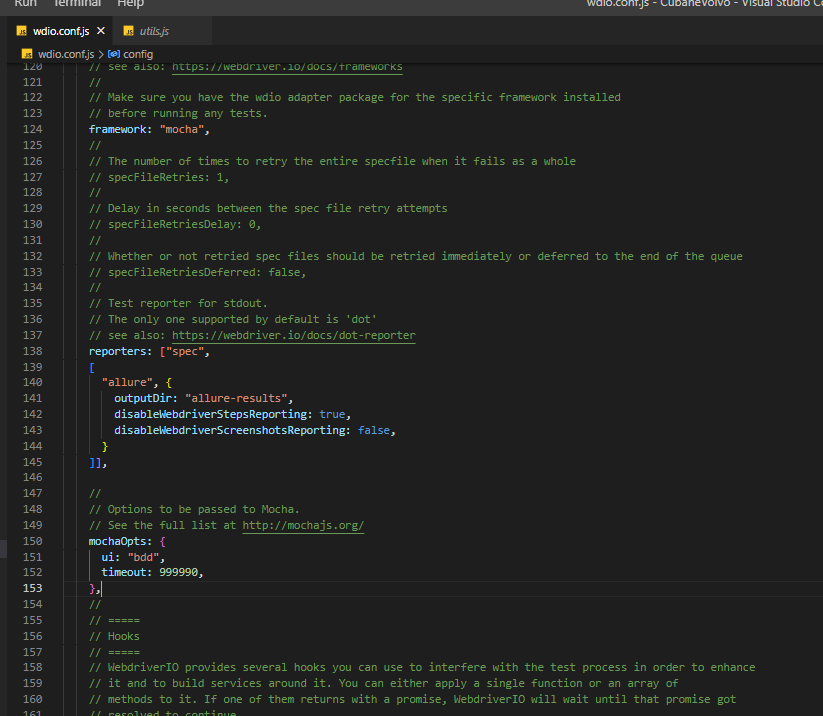 Run Terminal Help wdio.conf.js - CubaneVolvo - Visual Studio Co
JS wdio.conf.js × JS utils.js
JS wdio.conf.js > config
120 // see also: https://webdriver.io/docs/frameworks
121 //
122 // Make sure you have the wdio adapter package for the specific framework installed
123 // before running any tests.
124 framework: "mocha",
125 //
126 // The number of times to retry the entire specfile when it fails as a whole
127 // specFileRetries: 1,
128 //
129 // Delay in seconds between the spec file retry attempts
130 // specFileRetriesDelay: 0,
131 //
132 // Whether or not retried spec files should be retried immediately or deferred to the end of the queue
133 // specFileRetriesDeferred: false,
134 //
135 // Test reporter for stdout.
136 // The only one supported by default is 'dot'
137 // see also: https://webdriver.io/docs/dot-reporter
138 reporters: ["spec",
139 [
140 "allure", {
141 outputDir: "allure-results",
142 disableWebdriverStepsReporting: true,
143 disableWebdriverScreenshotsReporting: false,
144 }
145 ]],
146
147 //
148 // Options to be passed to Mocha.
149 // See the full list at http://mochajs.org/
150 mochaOpts: {
151 ui: "bdd",
152 timeout: 999990,
153 },
154 //
155 // =====
156 // Hooks
157 // =====
158 // WebdriverIO provides several hooks you can use to interfere with the test process in order to enhance
159 // it and to build services around it. You can either apply a single function or an array of
160 // methods to it. If one of them returns with a promise, WebdriverIO will wait until that promise got
161 // resolved to continue.